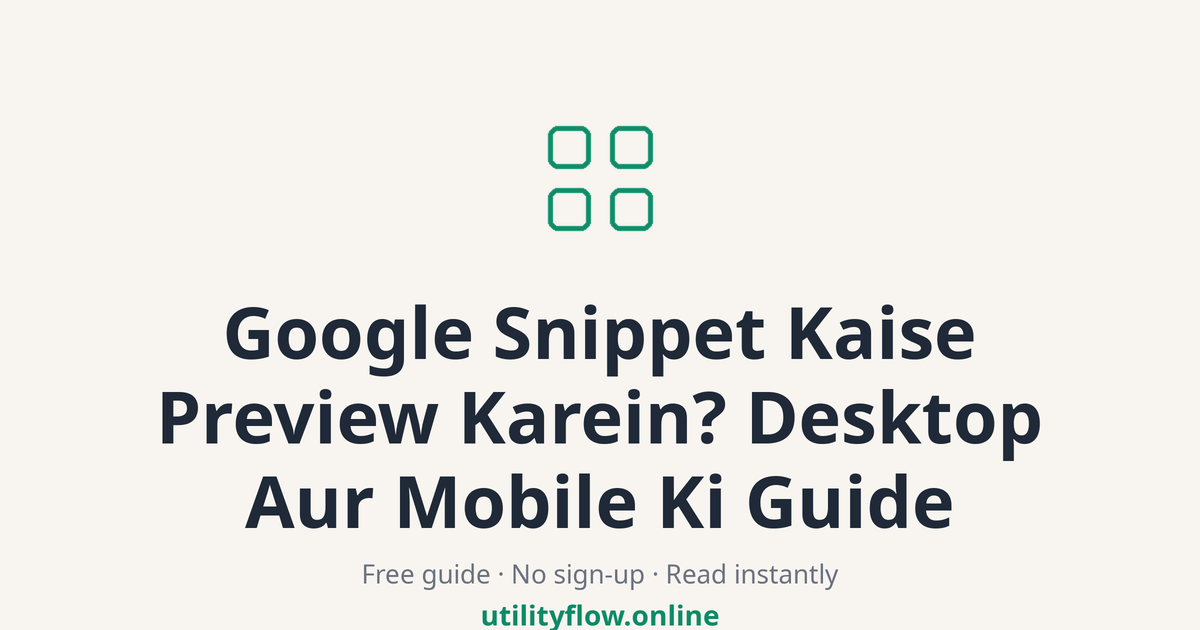 Google Snippet Kaise
Preview Karein? Desktop
Aur Mobile Ki Guide
Free guide · No sign-up · Read instantly
utilityflow.online